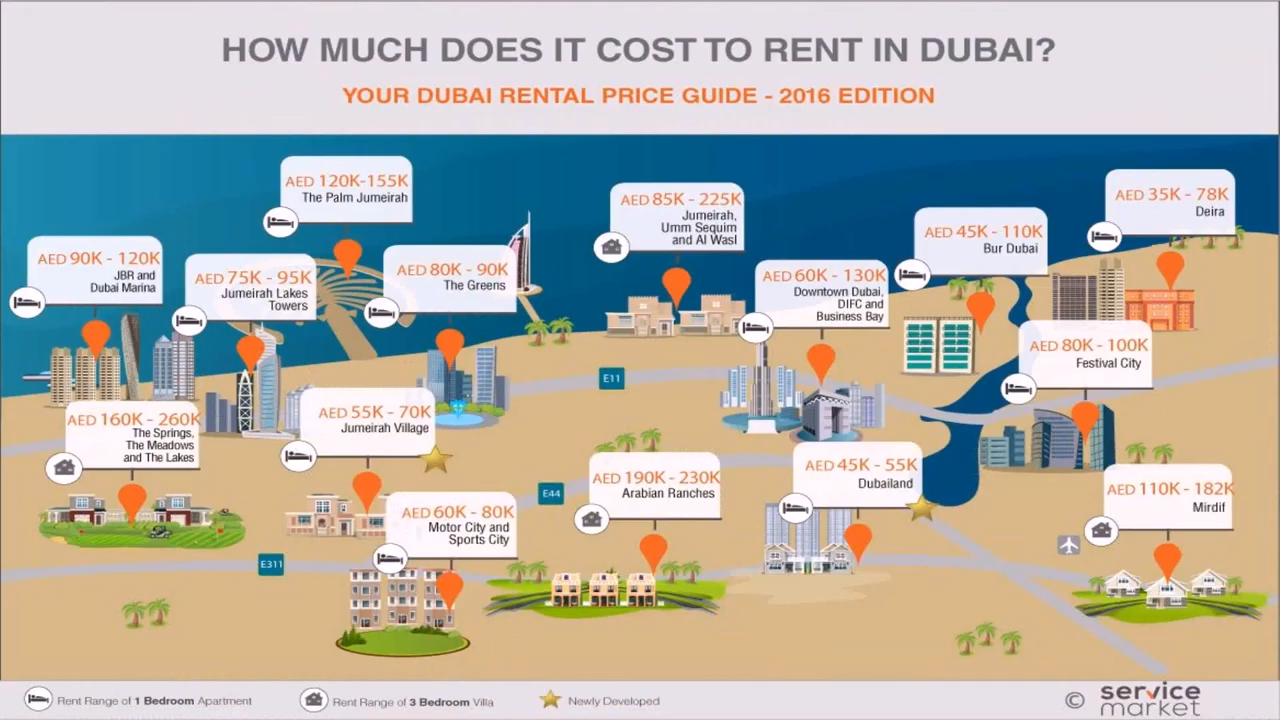 HOW MUCH DOES IT COST TO RENT IN DUBAI?
YOUR DUBAI RENTAL PRICE GUIDE - 2016 EDITION
AED 120K-155K
The Palm Jumeirah
AED 85K - 225K
Jumeirah,
Umm Sequim
and Al Wasl
AED 35K - 78K
Deira
AED 45K - 110K
Bur Dubai
AED 90K - 120K
JBR and
Dubai Marina
AED 75K - 95K
Jumeirah Lakes
Towers
AED 80K - 90K
The Greens
AED 60K - 130K
Downtown Dubai,
DIFC and
Business Bay
AED 80K - 100K
Festival City
E11
AED 160K - 260K
The Springs,
The Meadows
and The Lakes
AED 55K - 70K
Jumeirah Village
AED 190K - 230K
Arabian Ranches
AED 45K - 55K
Dubailand
AED 110K - 182K
Mirdif
E44
AED 60K - 80K
Motor City and
Sports City
E311
Rent Range of 1 Bedroom Apartment
Rent Range of 3 Bedroom Villa
Newly Developed
© service
market